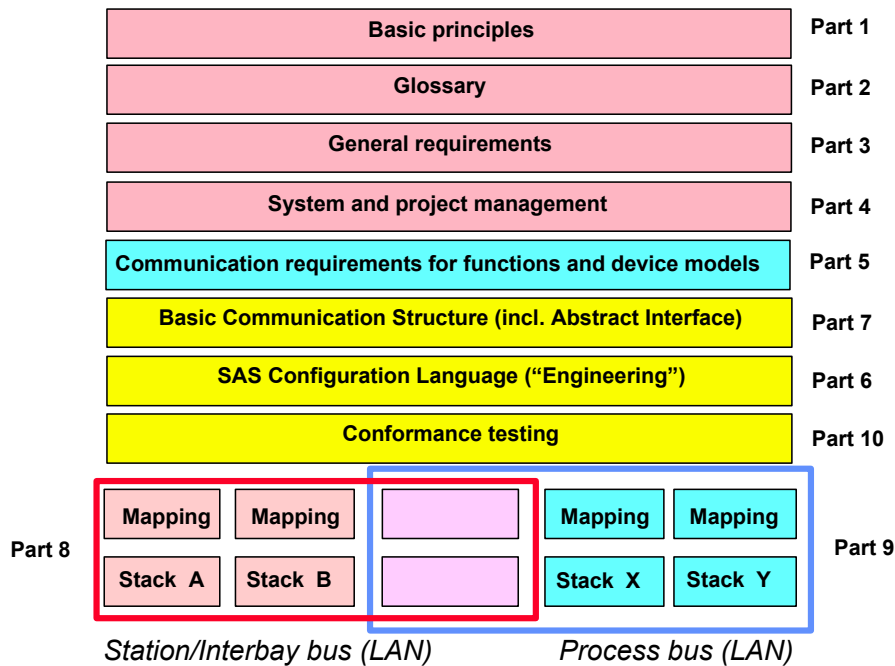 Basic principles Part 1
Glossary Part 2
General requirements Part 3
System and project management Part 4
Communication requirements for functions and device models Part 5
Basic Communication Structure (incl. Abstract Interface) Part 7
SAS Configuration Language (“Engineering”) Part 6
Conformance testing Part 10
Mapping Mapping Mapping Mapping
Part 8 Part 9
Stack A Stack B Stack X Stack Y
Station/Interbay bus (LAN) Process bus (LAN)